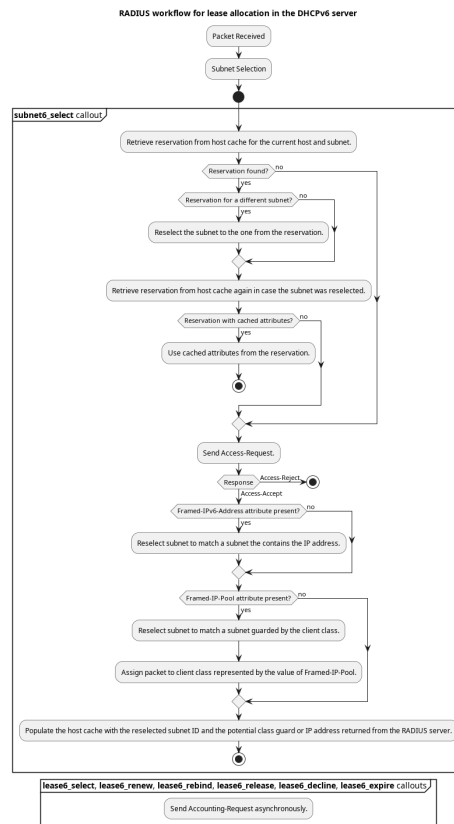 RADIUS workflow for lease allocation in the DHCPv6 server
Packet Received
Subnet Selection
subnet6_select callout
Retrieve reservation from host cache for the current host and subnet.
Reservation found?
no
yes
Reservation for a different subnet?
no
yes
Reselect the subnet to the one from the reservation.
Retrieve reservation from host cache again in case the subnet was reselected.
Reservation with cached attributes?
no
yes
Use cached attributes from the reservation.
Send Access-Request.
Response
Access-Reject
Access-Accept
Framed-IPv6-Address attribute present?
no
yes
Reselect subnet to match a subnet the contains the IP address.
Framed-IP-Pool attribute present?
no
yes
Reselect subnet to match a subnet guarded by the client class.
Assign packet to client class represented by the value of Framed-IP-Pool.
Populate the host cache with the reselected subnet ID and the potential class guard or IP address returned from the RADIUS server.
lease6_select, lease6_renew, lease6_rebind, lease6_release, lease6_decline, lease6_expire callouts
Send Accounting-Request asynchronously.